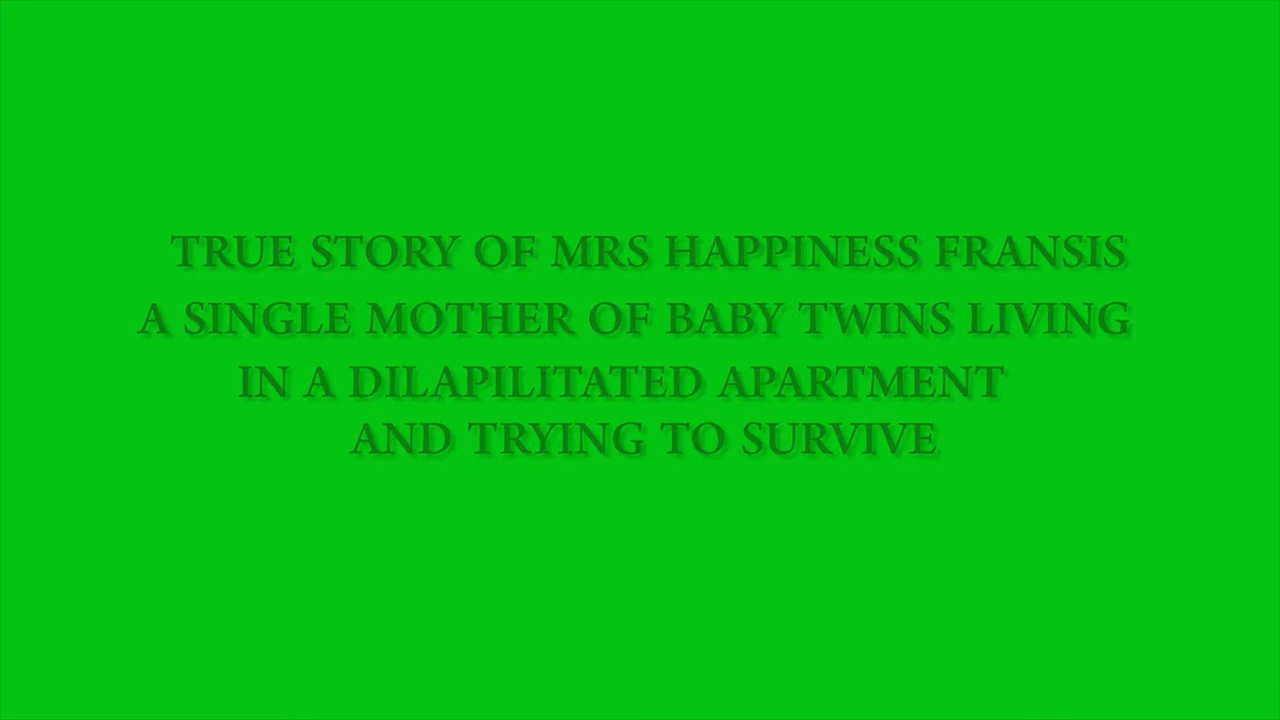 TRUE STORY OF MRS HAPPINESS FRANSIS
A SINGLE MOTHER OF BABY TWINS LIVING
IN A DILAPILITATED APARTMENT
AND TRYING TO SURVIVE